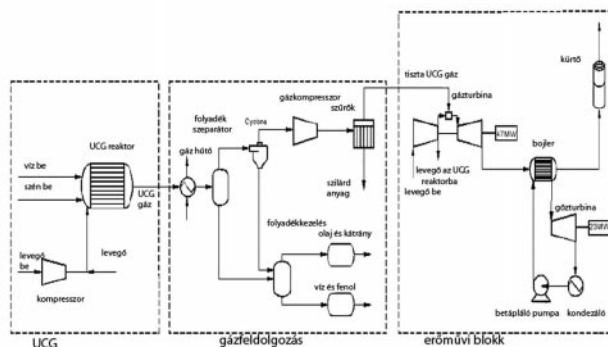 UCG reaktor
víz be
szén be
UCG
gáz
levegő
be
levegő
kompresszor
UCG
folyadék
szeparátor
gáz hűtő
Cyclone
gázkompresszor
szűrők
szilárd
anyag
folyadékkezelés
olaj és kátrány
víz és fenol
gázfeldolgozás
tiszta UCG gáz
gázturbina
47MW
levegő az UCG
reaktorba
levegő be
kürtő
bojler
gőzturbina
23MW
betápláló pumpa
kondezáló
erőművi blokk